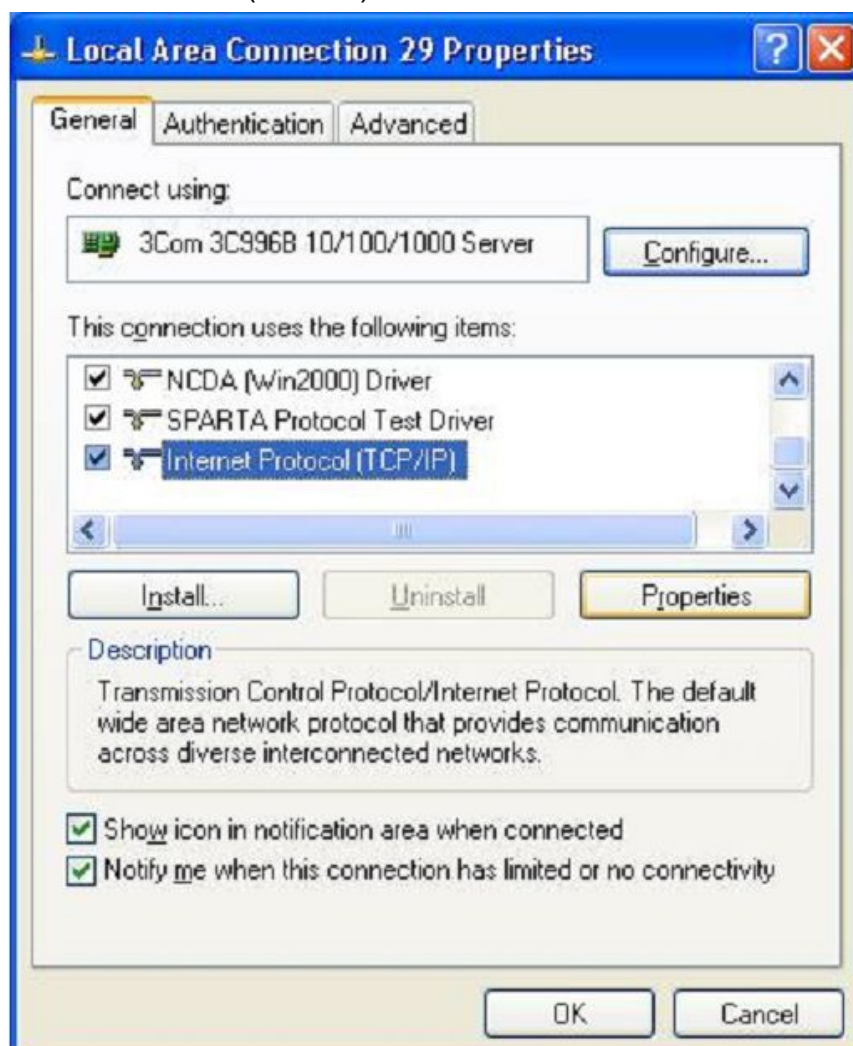 Local Area Connection 29 Properties
General Authentication Advanced
Connect using:
3Com 3C996B 10/100/1000 Server
Configure...
This connection uses the following items:
NCDA (Win2000) Driver
SPARTA Protocol Test Driver
Internet Protocol (TCP/IP)
Install... Uninstall Properties
Description
Transmission Control Protocol/Internet Protocol. The default
wide area network protocol that provides communication
across diverse interconnected networks.
Show icon in notification area when connected
Notify me when this connection has limited or no connectivity
OK Cancel